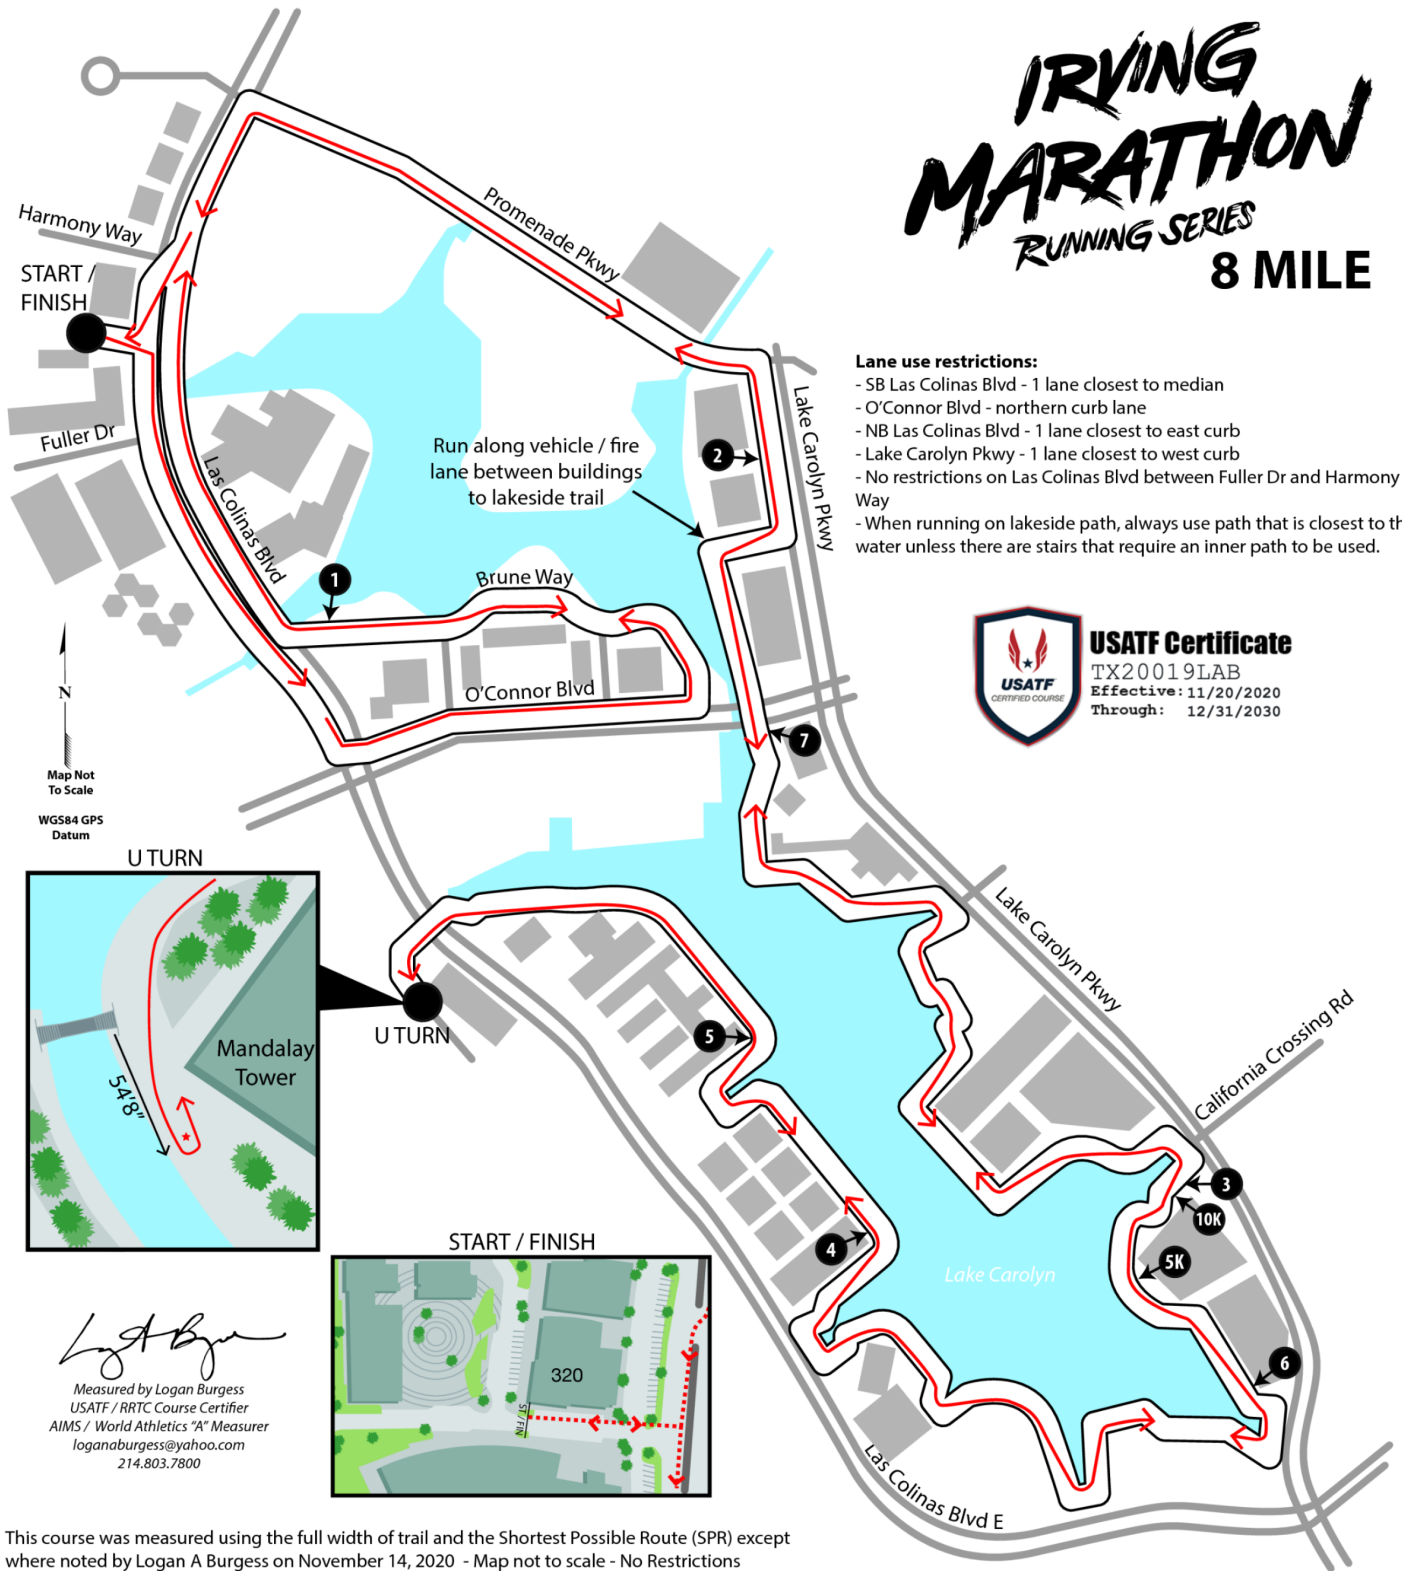 IRVING
MARATHON
RUNNING SERIES
8 MILE
Harmony Way
START /
FINISH
Fuller Dr
Las Colinas Blvd
Promenade Pkwy
Lake Carolyn Pkwy
Lane use restrictions:
- SB Las Colinas Blvd - 1 lane closest to median
- O'Connor Blvd - northern curb lane
- NB Las Colinas Blvd - 1 lane closest to east curb
- Lake Carolyn Pkwy - 1 lane closest to west curb
- No restrictions on Las Colinas Blvd between Fuller Dr and Harmony
Way
- When running on lakeside path, always use path that is closest to th
water unless there are stairs that require an inner path to be used.
Run along vehicle / fire
lane between buildings
to lakeside trail
2
1
Brune Way
O'Connor Blvd
USATF
CERTIFIED COURSE
USATF Certificate
TX20019LAB
Effective: 11/20/2020
Through: 12/31/2030
N
Map Not
To Scale
WGS84 GPS
Datum
7
U TURN
Mandalay
Tower
54'8"
U TURN
5
Lake Carolyn Pkwy
California Crossing Rd
3
10K
5K
4
Lake Carolyn
6
Las Colinas Blvd E
START / FINISH
320
ST / FIN
Measured by Logan Burgess
USATF / RRTC Course Certifier
AIMS / World Athletics "A" Measurer
loganaburgess@yahoo.com
214.803.7800
This course was measured using the full width of trail and the Shortest Possible Route (SPR) except
where noted by Logan A Burgess on November 14, 2020 - Map not to scale - No Restrictions